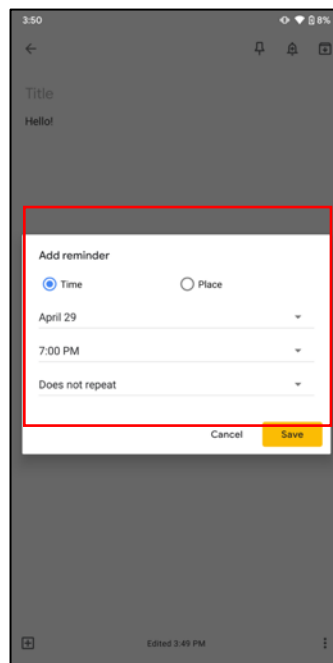 3:50
8%
Title
Hello!
Add reminder
Time Place
April 29
7:00 PM
Does not repeat
Cancel Save
Edited 3:49 PM